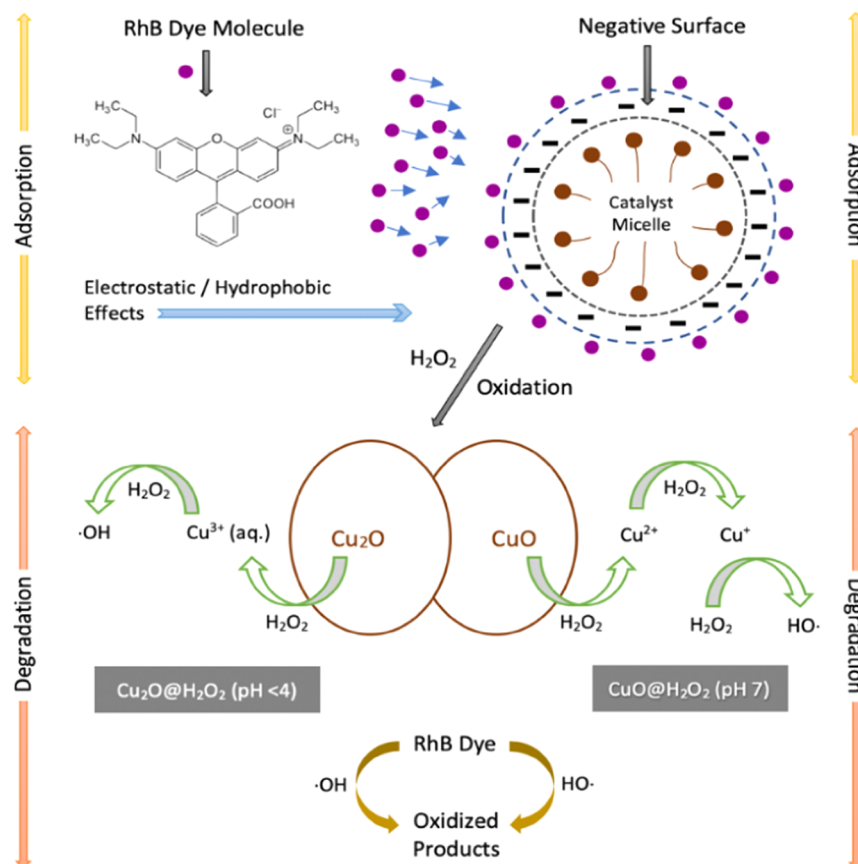 RhB Dye Molecule
Negative Surface
Adsorption
Adsorption
H₃C
CH₃
Cl⁻
H₃C
N
O
N⁺
CH₃
COOH
Catalyst
Micelle
Electrostatic / Hydrophobic
Effects
H₂O₂
Oxidation
Degradation
Degradation
H₂O₂
·OH
Cu³⁺ (aq.)
Cu₂O
H₂O₂
CuO
H₂O₂
Cu²⁺
H₂O₂
Cu⁺
H₂O₂
HO·
Cu₂O@H₂O₂ (pH <4)
CuO@H₂O₂ (pH 7)
RhB Dye
·OH
HO·
Oxidized
Products